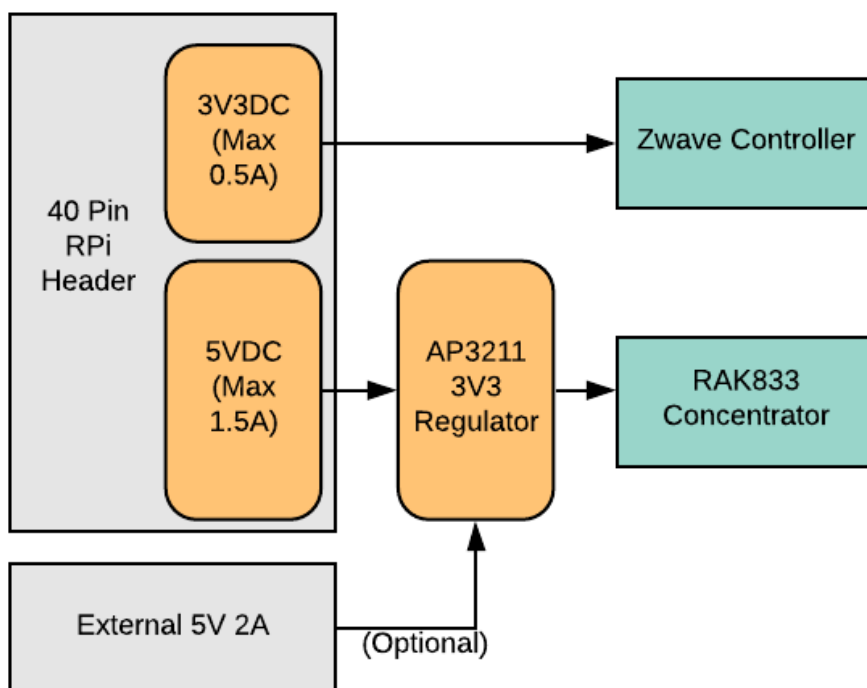 40 Pin
RPi
Header
3V3DC
(Max
0.5A)
Zwave Controller
5VDC
(Max
1.5A)
AP3211
3V3
Regulator
RAK833
Concentrator
External 5V 2A
(Optional)